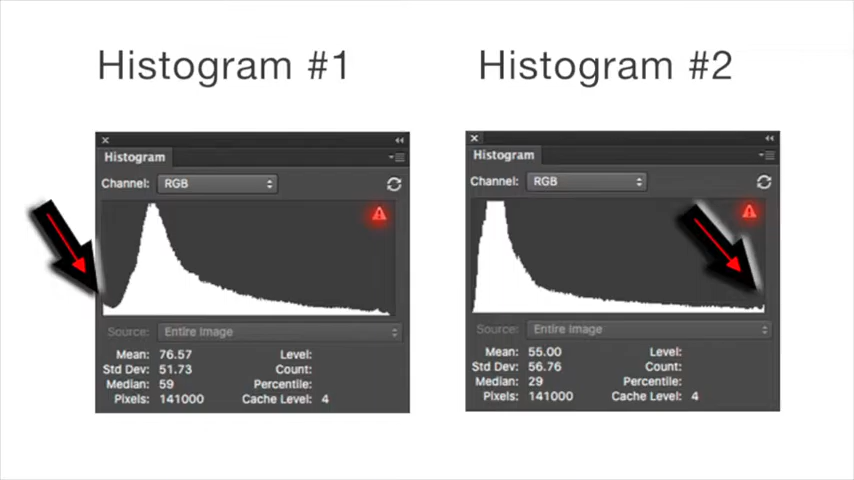 Histogram #1
Histogram
Channel: RGB
Source: Entire Image
Mean: 76.57 Level:
Std Dev: 51.73 Count:
Median: 59 Percentile:
Pixels: 141000 Cache Level: 4
Histogram #2
Histogram
Channel: RGB
Source: Entire Image
Mean: 55.00 Level:
Std Dev: 56.76 Count:
Median: 29 Percentile:
Pixels: 141000 Cache Level: 4